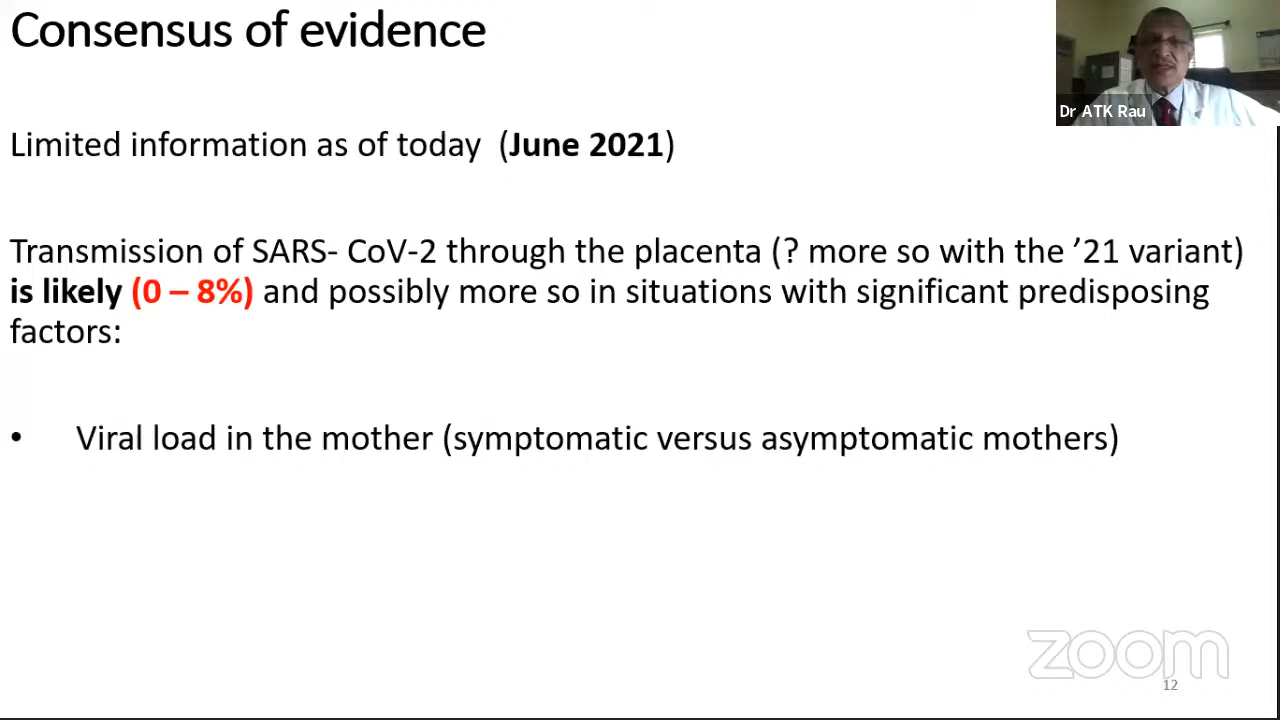 Consensus of evidence
Dr ATK Rau
Limited information as of today (June 2021)
Transmission of SARS- CoV-2 through the placenta (? more so with the ’21 variant)
is likely (0 – 8%) and possibly more so in situations with significant predisposing
factors:
• Viral load in the mother (symptomatic versus asymptomatic mothers)
zoom
12